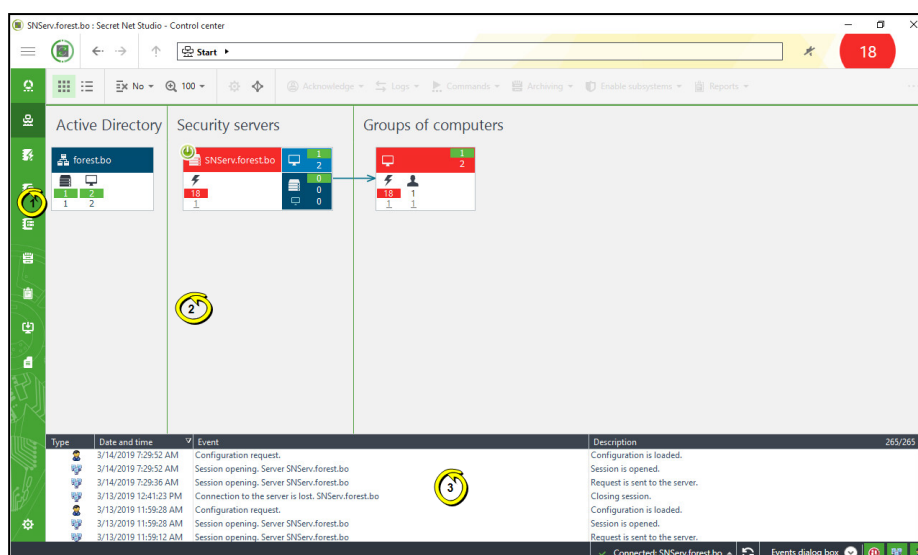 SNServ.forest.bo : Secret Net Studio - Control center
Start
18
No
100
Acknowledge
Logs
Commands
Archiving
Enable subsystems
Reports
Active Directory
Security servers
Groups of computers
forest.bo
1 2
1 2
SNServ.forest.bo
1
2
18
1
0
0
0
1
2
18 1
1 1
1
2
3
Type Date and time Event Description 265/265
3/14/2019 7:29:52 AM Configuration request. Configuration is loaded.
3/14/2019 7:29:52 AM Session opening. Server SNServ.forest.bo Session is opened.
3/14/2019 7:29:36 AM Session opening. Server SNServ.forest.bo Request is sent to the server.
3/13/2019 12:41:23 PM Connection to the server is lost. SNServ.forest.bo Closing session.
3/13/2019 11:59:28 AM Configuration request. Configuration is loaded.
3/13/2019 11:59:28 AM Session opening. Server SNServ.forest.bo Session is opened.
3/13/2019 11:59:12 AM Session opening. Server SNServ.forest.bo Request is sent to the server.
Connected: SNServ.forest.bo Events dialog box